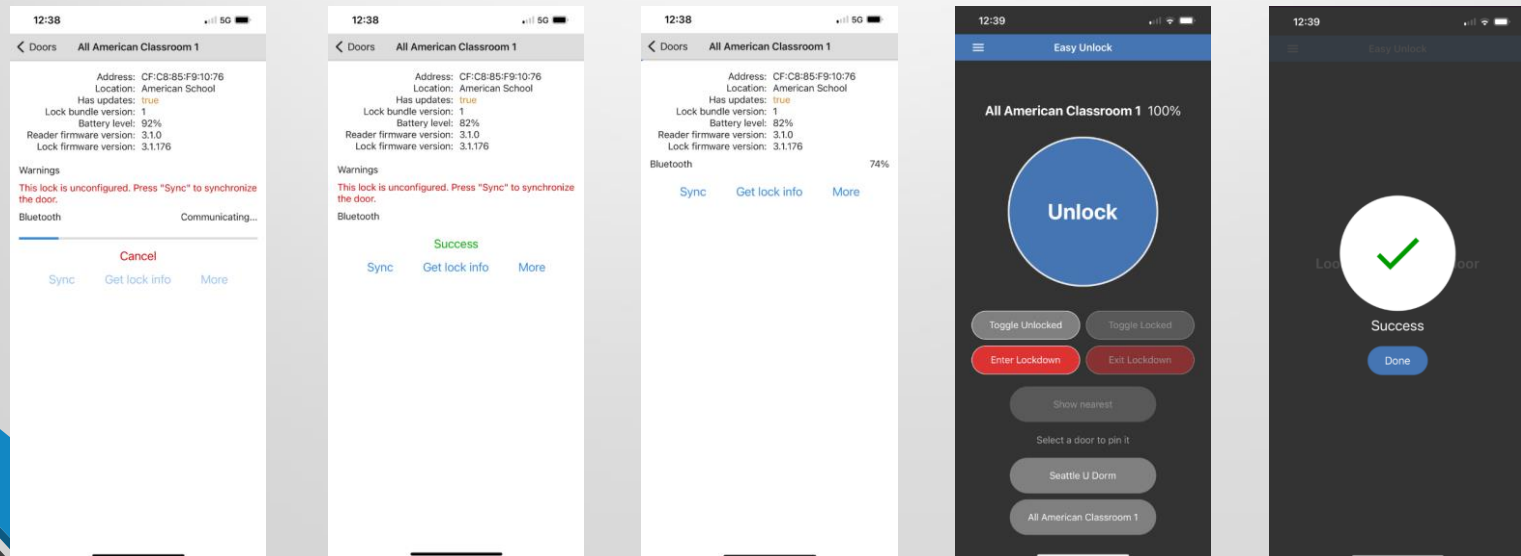 12:38
5G
Doors
All American Classroom 1
Address: CF:C8:85:F9:10:76
Location: American School
Has updates: true
Lock bundle version: 1
Battery level: 92%
Reader firmware version: 3.1.0
Lock firmware version: 3.1.176
Warnings
This lock is unconfigured. Press "Sync" to synchronize
the door.
Bluetooth Communicating...
Cancel
Sync Get lock info More
12:38
5G
Doors
All American Classroom 1
Address: CF:C8:85:F9:10:76
Location: American School
Has updates: true
Lock bundle version: 1
Battery level: 82%
Reader firmware version: 3.1.0
Lock firmware version: 3.1.176
Warnings
This lock is unconfigured. Press "Sync" to synchronize
the door.
Bluetooth
Success
Sync Get lock info More
12:38
5G
Doors
All American Classroom 1
Address: CF:C8:85:F9:10:76
Location: American School
Has updates: true
Lock bundle version: 1
Battery level: 82%
Reader firmware version: 3.1.0
Lock firmware version: 3.1.176
Bluetooth 74%
Sync Get lock info More
12:39
Easy Unlock
All American Classroom 1 100%
Unlock
Toggle Unlocked Toggle Locked
Enter Lockdown Exit Lockdown
Show nearest
Select a door to pin it
Seattle U Dorm
All American Classroom 1
12:39
Easy Unlock
Success
Done